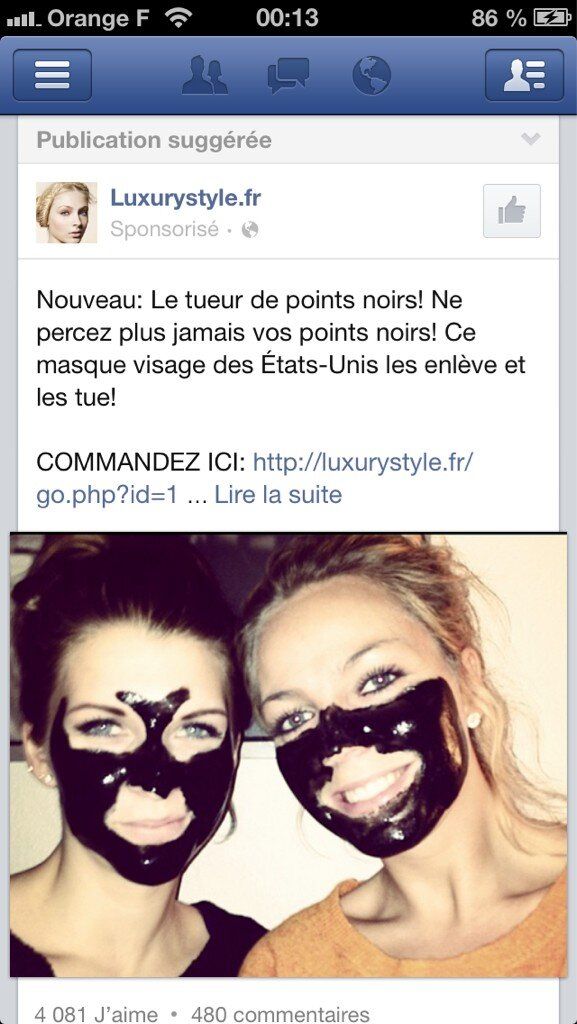 Orange F 00:13 86 %
Publication suggérée
Luxurystyle.fr
Sponsorisé ·
Nouveau: Le tueur de points noirs! Ne
percez plus jamais vos points noirs! Ce
masque visage des États-Unis les enlève et
les tue!
COMMANDEZ ICI: http://luxurystyle.fr/
go.php?id=1 ... Lire la suite
4 081 J'aime • 480 commentaires